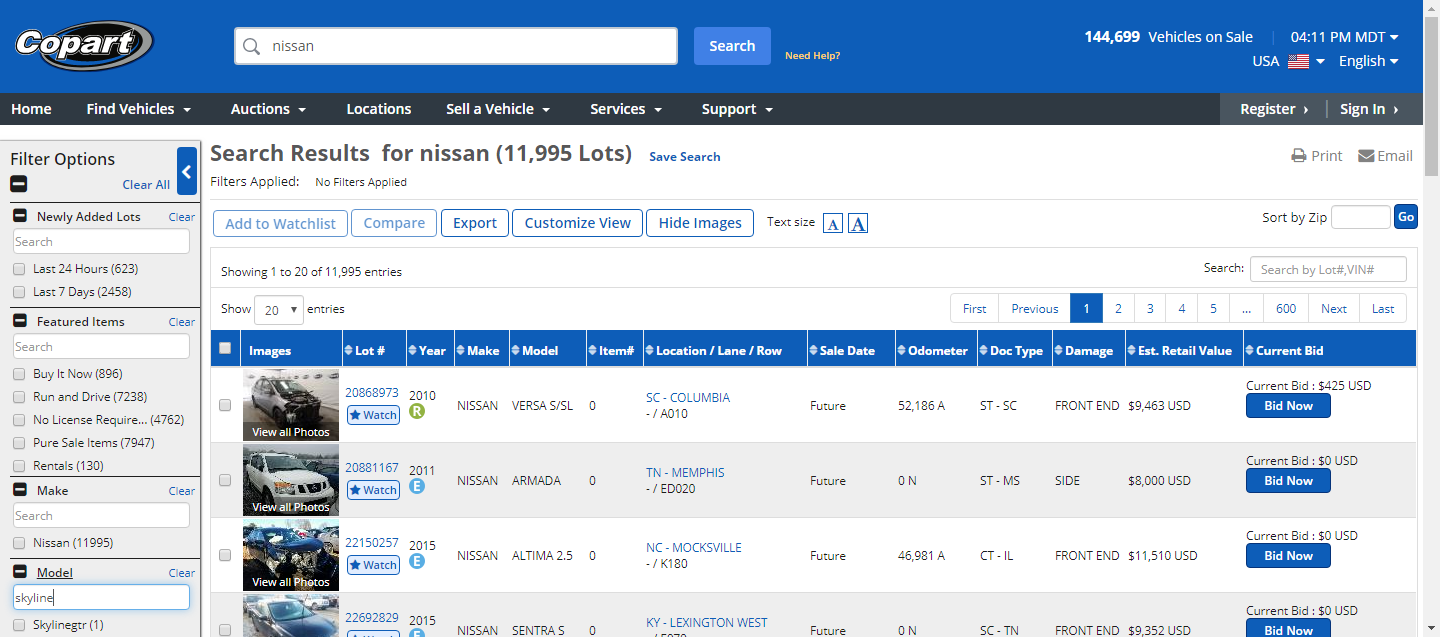 Copart
nissan
Search
Need Help?
144,699 Vehicles on Sale
04:11 PM MDT
USA
English
Home
Find Vehicles
Auctions
Locations
Sell a Vehicle
Services
Support
Register ›
Sign In ›
Filter Options
Clear All
Newly Added Lots
Clear
Search
Last 24 Hours (623)
Last 7 Days (2458)
Featured Items
Clear
Search
Buy It Now (896)
Run and Drive (7238)
No License Require... (4762)
Pure Sale Items (7947)
Rentals (130)
Make
Clear
Search
Nissan (11995)
Model
Clear
skyline
Skylinegtr (1)
Search Results for nissan (11,995 Lots)
Save Search
Print
Email
Filters Applied: No Filters Applied
Add to Watchlist
Compare
Export
Customize View
Hide Images
Text size
A
A
Sort by Zip
Go
Showing 1 to 20 of 11,995 entries
Search:
Search by Lot#,VIN#
Show 20 entries
First
Previous
1
2
3
4
5
...
600
Next
Last
Images
Lot #
Year
Make
Model
Item#
Location / Lane / Row
Sale Date
Odometer
Doc Type
Damage
Est. Retail Value
Current Bid
View all Photos
20868973
Watch
2010
R
NISSAN
VERSA S/SL
0
SC - COLUMBIA
- / A010
Future
52,186 A
ST - SC
FRONT END
$9,463 USD
Current Bid : $425 USD
Bid Now
View all Photos
20881167
Watch
2011
E
NISSAN
ARMADA
0
TN - MEMPHIS
- / ED020
Future
0 N
ST - MS
SIDE
$8,000 USD
Current Bid : $0 USD
Bid Now
View all Photos
22150257
Watch
2015
E
NISSAN
ALTIMA 2.5
0
NC - MOCKSVILLE
- / K180
Future
46,981 A
CT - IL
FRONT END
$11,510 USD
Current Bid : $0 USD
Bid Now
22692829
Watch
2015
E
NISSAN
SENTRA S
0
KY - LEXINGTON WEST
Future
0 N
SC - TN
FRONT END
$9,352 USD
Current Bid : $0 USD
Bid Now